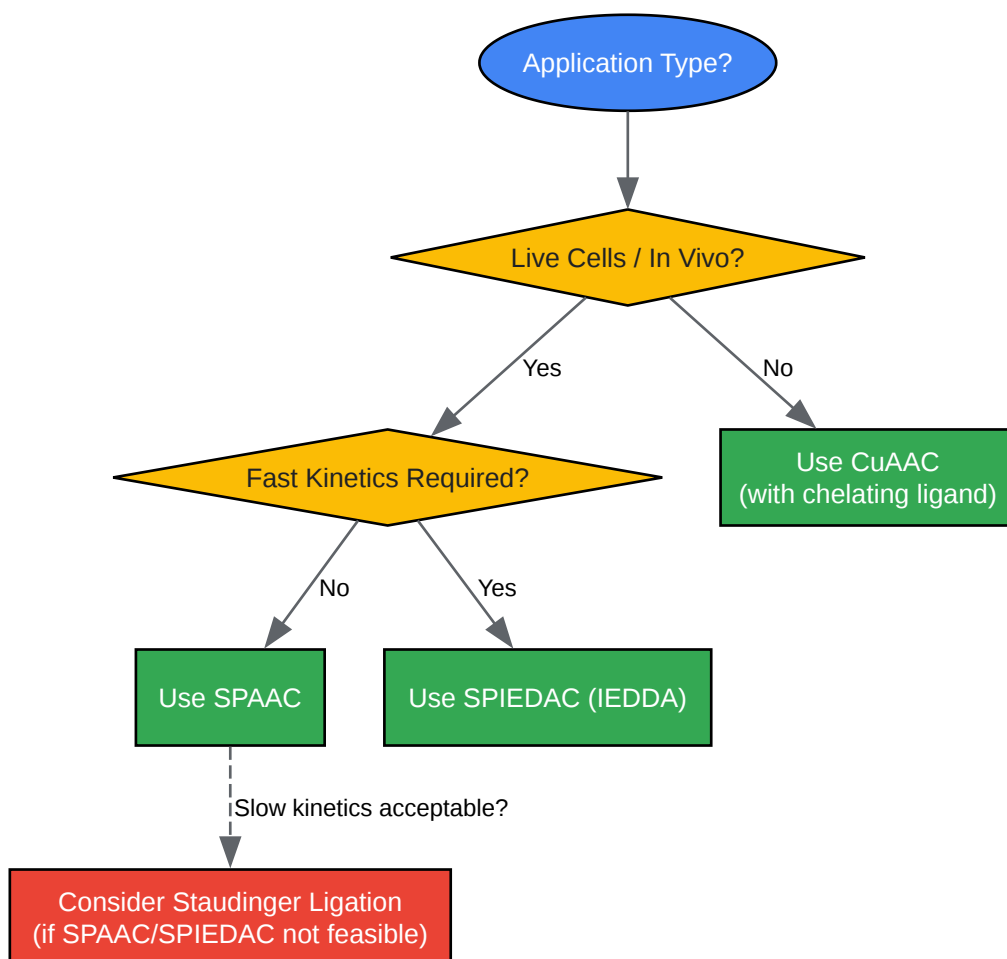 Application Type?
Live Cells / In Vivo?
Yes
No
Fast Kinetics Required?
Use CuAAC
(with chelating ligand)
No
Yes
Use SPAAC
Use SPIEDAC (IEDDA)
Slow kinetics acceptable?
Consider Staudinger Ligation
(if SPAAC/SPIEDAC not feasible)